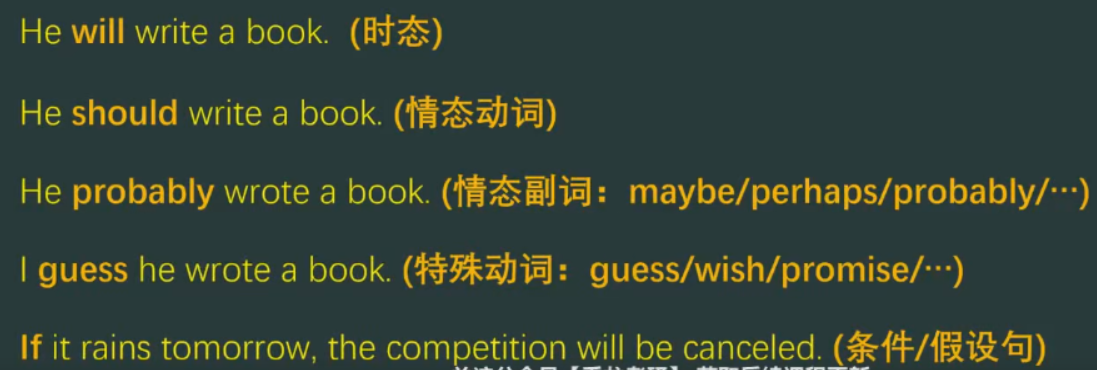 He will write a book. (时态)
He should write a book. (情态动词)
He probably wrote a book. (情态副词：maybe/perhaps/probably/…)
I guess he wrote a book. (特殊动词：guess/wish/promise/…)
If it rains tomorrow, the competition will be canceled. (条件/假设句)